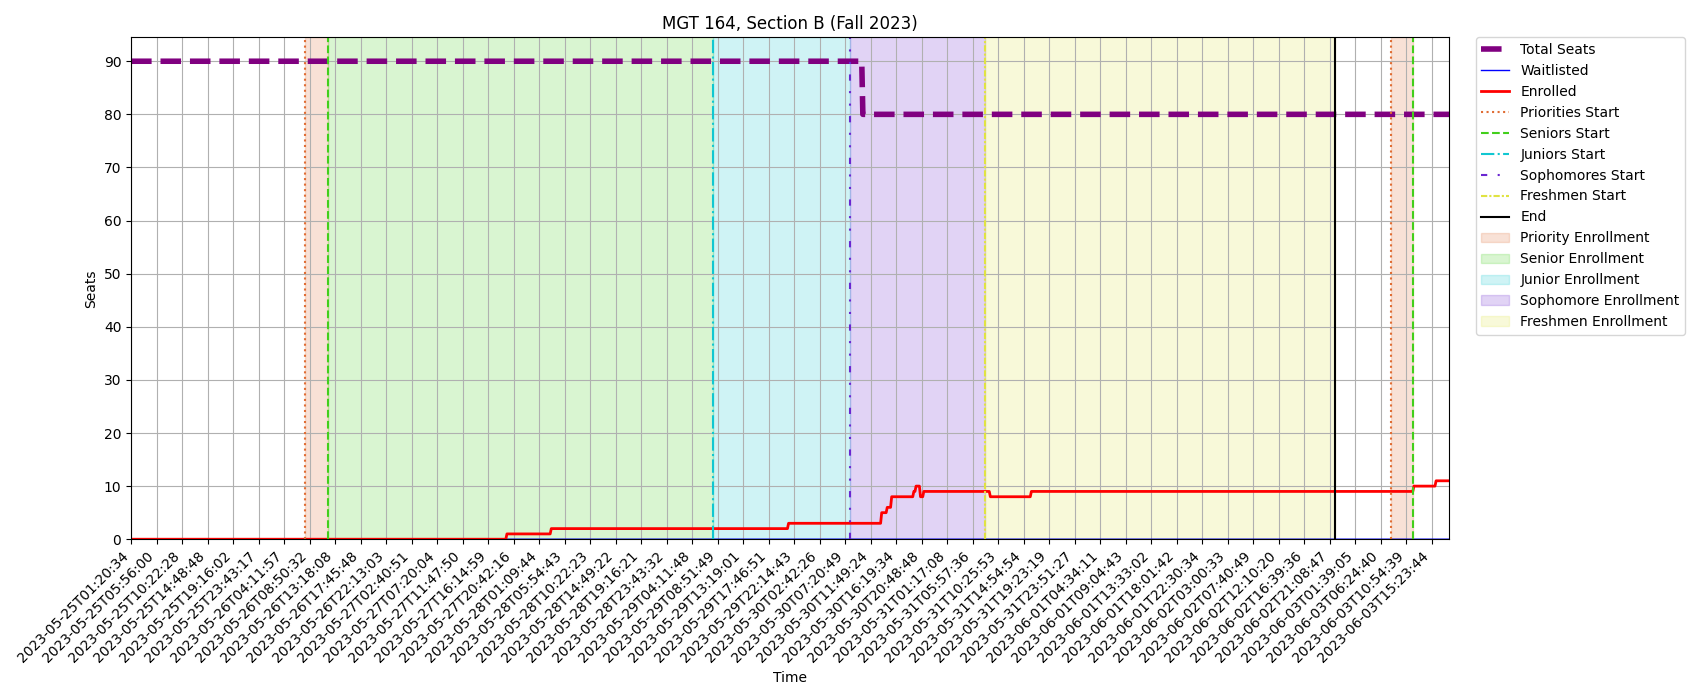 MGT 164, Section B (Fall 2023)
Seats
90
80
70
60
50
40
30
20
10
0
2023-05-25T01:20:34
2023-05-25T05:56:00
2023-05-25T10:22:28
2023-05-25T14:48:48
2023-05-25T19:16:02
2023-05-25T23:43:17
2023-05-26T04:11:57
2023-05-26T08:50:32
2023-05-26T13:18:08
2023-05-26T17:45:48
2023-05-26T22:13:03
2023-05-27T02:40:51
2023-05-27T07:20:04
2023-05-27T11:47:50
2023-05-27T16:14:59
2023-05-27T20:42:16
2023-05-28T01:09:44
2023-05-28T05:54:43
2023-05-28T10:22:23
2023-05-28T14:49:22
2023-05-28T19:16:21
2023-05-28T23:43:32
2023-05-29T04:11:48
2023-05-29T08:51:49
2023-05-29T13:19:01
2023-05-29T17:46:51
2023-05-29T22:14:43
2023-05-30T02:42:26
2023-05-30T07:20:49
2023-05-30T11:49:24
2023-05-30T16:19:34
2023-05-30T20:48:48
2023-05-31T01:17:08
2023-05-31T05:57:36
2023-05-31T10:25:53
2023-05-31T14:54:54
2023-05-31T19:23:19
2023-05-31T23:51:27
2023-06-01T04:34:11
2023-06-01T09:04:43
2023-06-01T13:33:02
2023-06-01T18:01:42
2023-06-01T22:30:34
2023-06-02T03:00:33
2023-06-02T07:40:49
2023-06-02T12:10:20
2023-06-02T16:39:36
2023-06-02T21:08:47
2023-06-03T01:39:05
2023-06-03T06:24:40
2023-06-03T10:54:39
2023-06-03T15:23:44
Time
Total Seats
Waitlisted
Enrolled
Priorities Start
Seniors Start
Juniors Start
Sophomores Start
Freshmen Start
End
Priority Enrollment
Senior Enrollment
Junior Enrollment
Sophomore Enrollment
Freshmen Enrollment